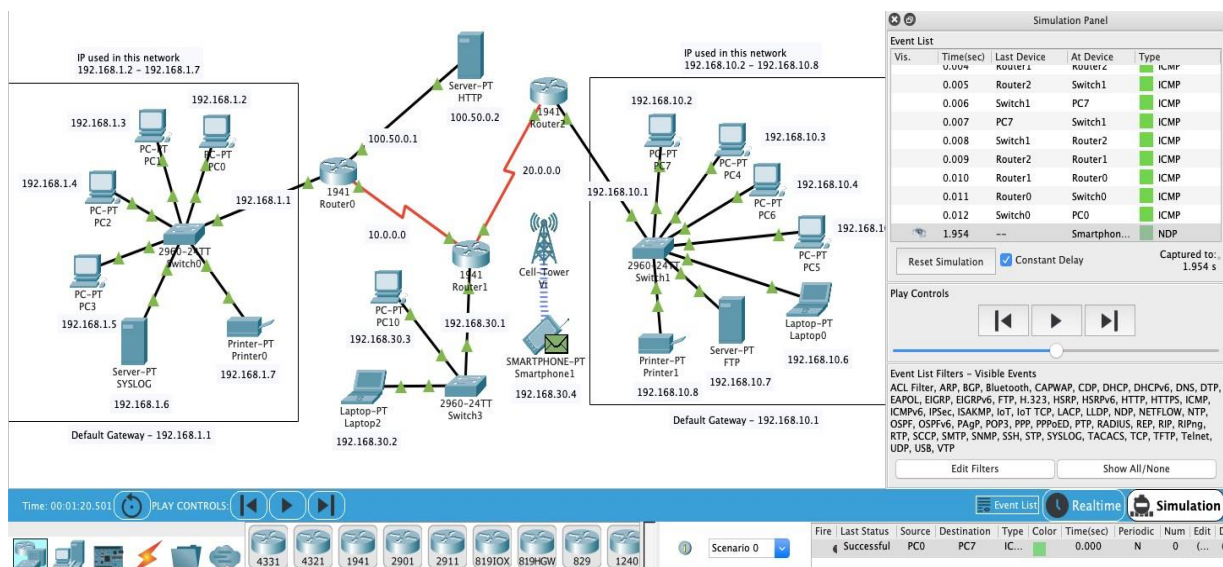 IP used in this network
192.168.1.2 - 192.168.1.7
192.168.1.2
192.168.1.3
PC-PT
PC1
PC-PT
PC0
192.168.1.4
PC-PT
PC2
192.168.1.1
2960-24TT
Switch0
PC-PT
PC3
192.168.1.5
Server-PT
SYSLOG
192.168.1.6
Printer-PT
Printer0
192.168.1.7
Default Gateway - 192.168.1.1
Server-PT
HTTP
100.50.0.2
100.50.0.1
1941
Router0
10.0.0.0
1941
Router2
20.0.0.0
1941
Router1
Cell-Tower
PC-PT
PC10
192.168.30.3
192.168.30.1
Laptop-PT
Laptop2
192.168.30.2
2960-24TT
Switch3
SMARTPHONE-PT
Smartphone1
192.168.30.4
IP used in this network
192.168.10.2 - 192.168.10.8
192.168.10.2
PC-PT
PC7
192.168.10.3
PC-PT
PC4
192.168.10.4
PC-PT
PC6
192.168.10.1
PC-PT
PC5
2960-24TT
Switch1
Laptop-PT
Laptop0
192.168.10.6
Server-PT
FTP
192.168.10.7
Printer-PT
Printer1
192.168.10.8
Default Gateway - 192.168.10.1
Simulation Panel
Event List
Vis. Time(sec) Last Device At Device Type
0.004 Router1 Router2 ICMP
0.005 Router2 Switch1 ICMP
0.006 Switch1 PC7 ICMP
0.007 PC7 Switch1 ICMP
0.008 Switch1 Router2 ICMP
0.009 Router2 Router1 ICMP
0.010 Router1 Router0 ICMP
0.011 Router0 Switch0 ICMP
0.012 Switch0 PC0 ICMP
1.954 -- Smartphon... NDP
Reset Simulation Constant Delay Captured to:
1.954 s
Play Controls
Event List Filters - Visible Events
ACL Filter, ARP, BGP, Bluetooth, CAPWAP, CDP, DHCP, DHCPv6, DNS, DTP,
EAPOL, EIGRP, EIGRPv6, FTP, H.323, HSRP, HSRPv6, HTTP, HTTPS, ICMP,
ICMPv6, IPSec, ISAKMP, IoT, IoT TCP, LACP, LLDP, NDP, NETFLOW, NTP,
OSPF, OSPFv6, PAgP, POP3, PPP, PPPoED, PTP, RADIUS, REP, RIP, RIPng,
RTP, SCCP, SMTP, SNMP, SSH, STP, SYSLOG, TACACS, TCP, TFTP, Telnet,
UDP, USB, VTP
Edit Filters Show All/None
Time: 00:01:20.501 PLAY CONTROLS: Event List Realtime Simulation
4331 4321 1941 2901 2911 819IOX 819HGW 829 1240
Scenario 0
Fire Last Status Source Destination Type Color Time(sec) Periodic Num Edit
Successful PC0 PC7 IC... 0.000 N 0 (...